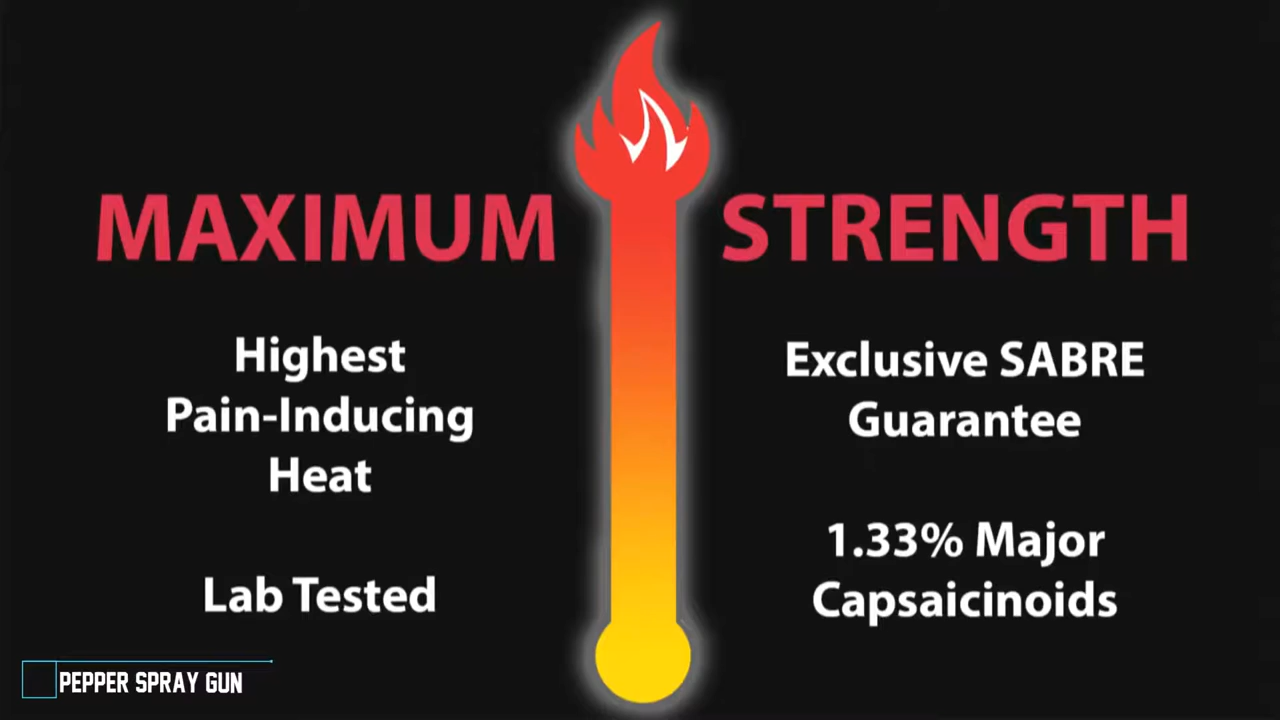 MAXIMUM STRENGTH
Highest
Pain-Inducing
Heat
Lab Tested
Exclusive SABRE
Guarantee
1.33% Major
Capsaicinoids
PEPPER SPRAY GUN